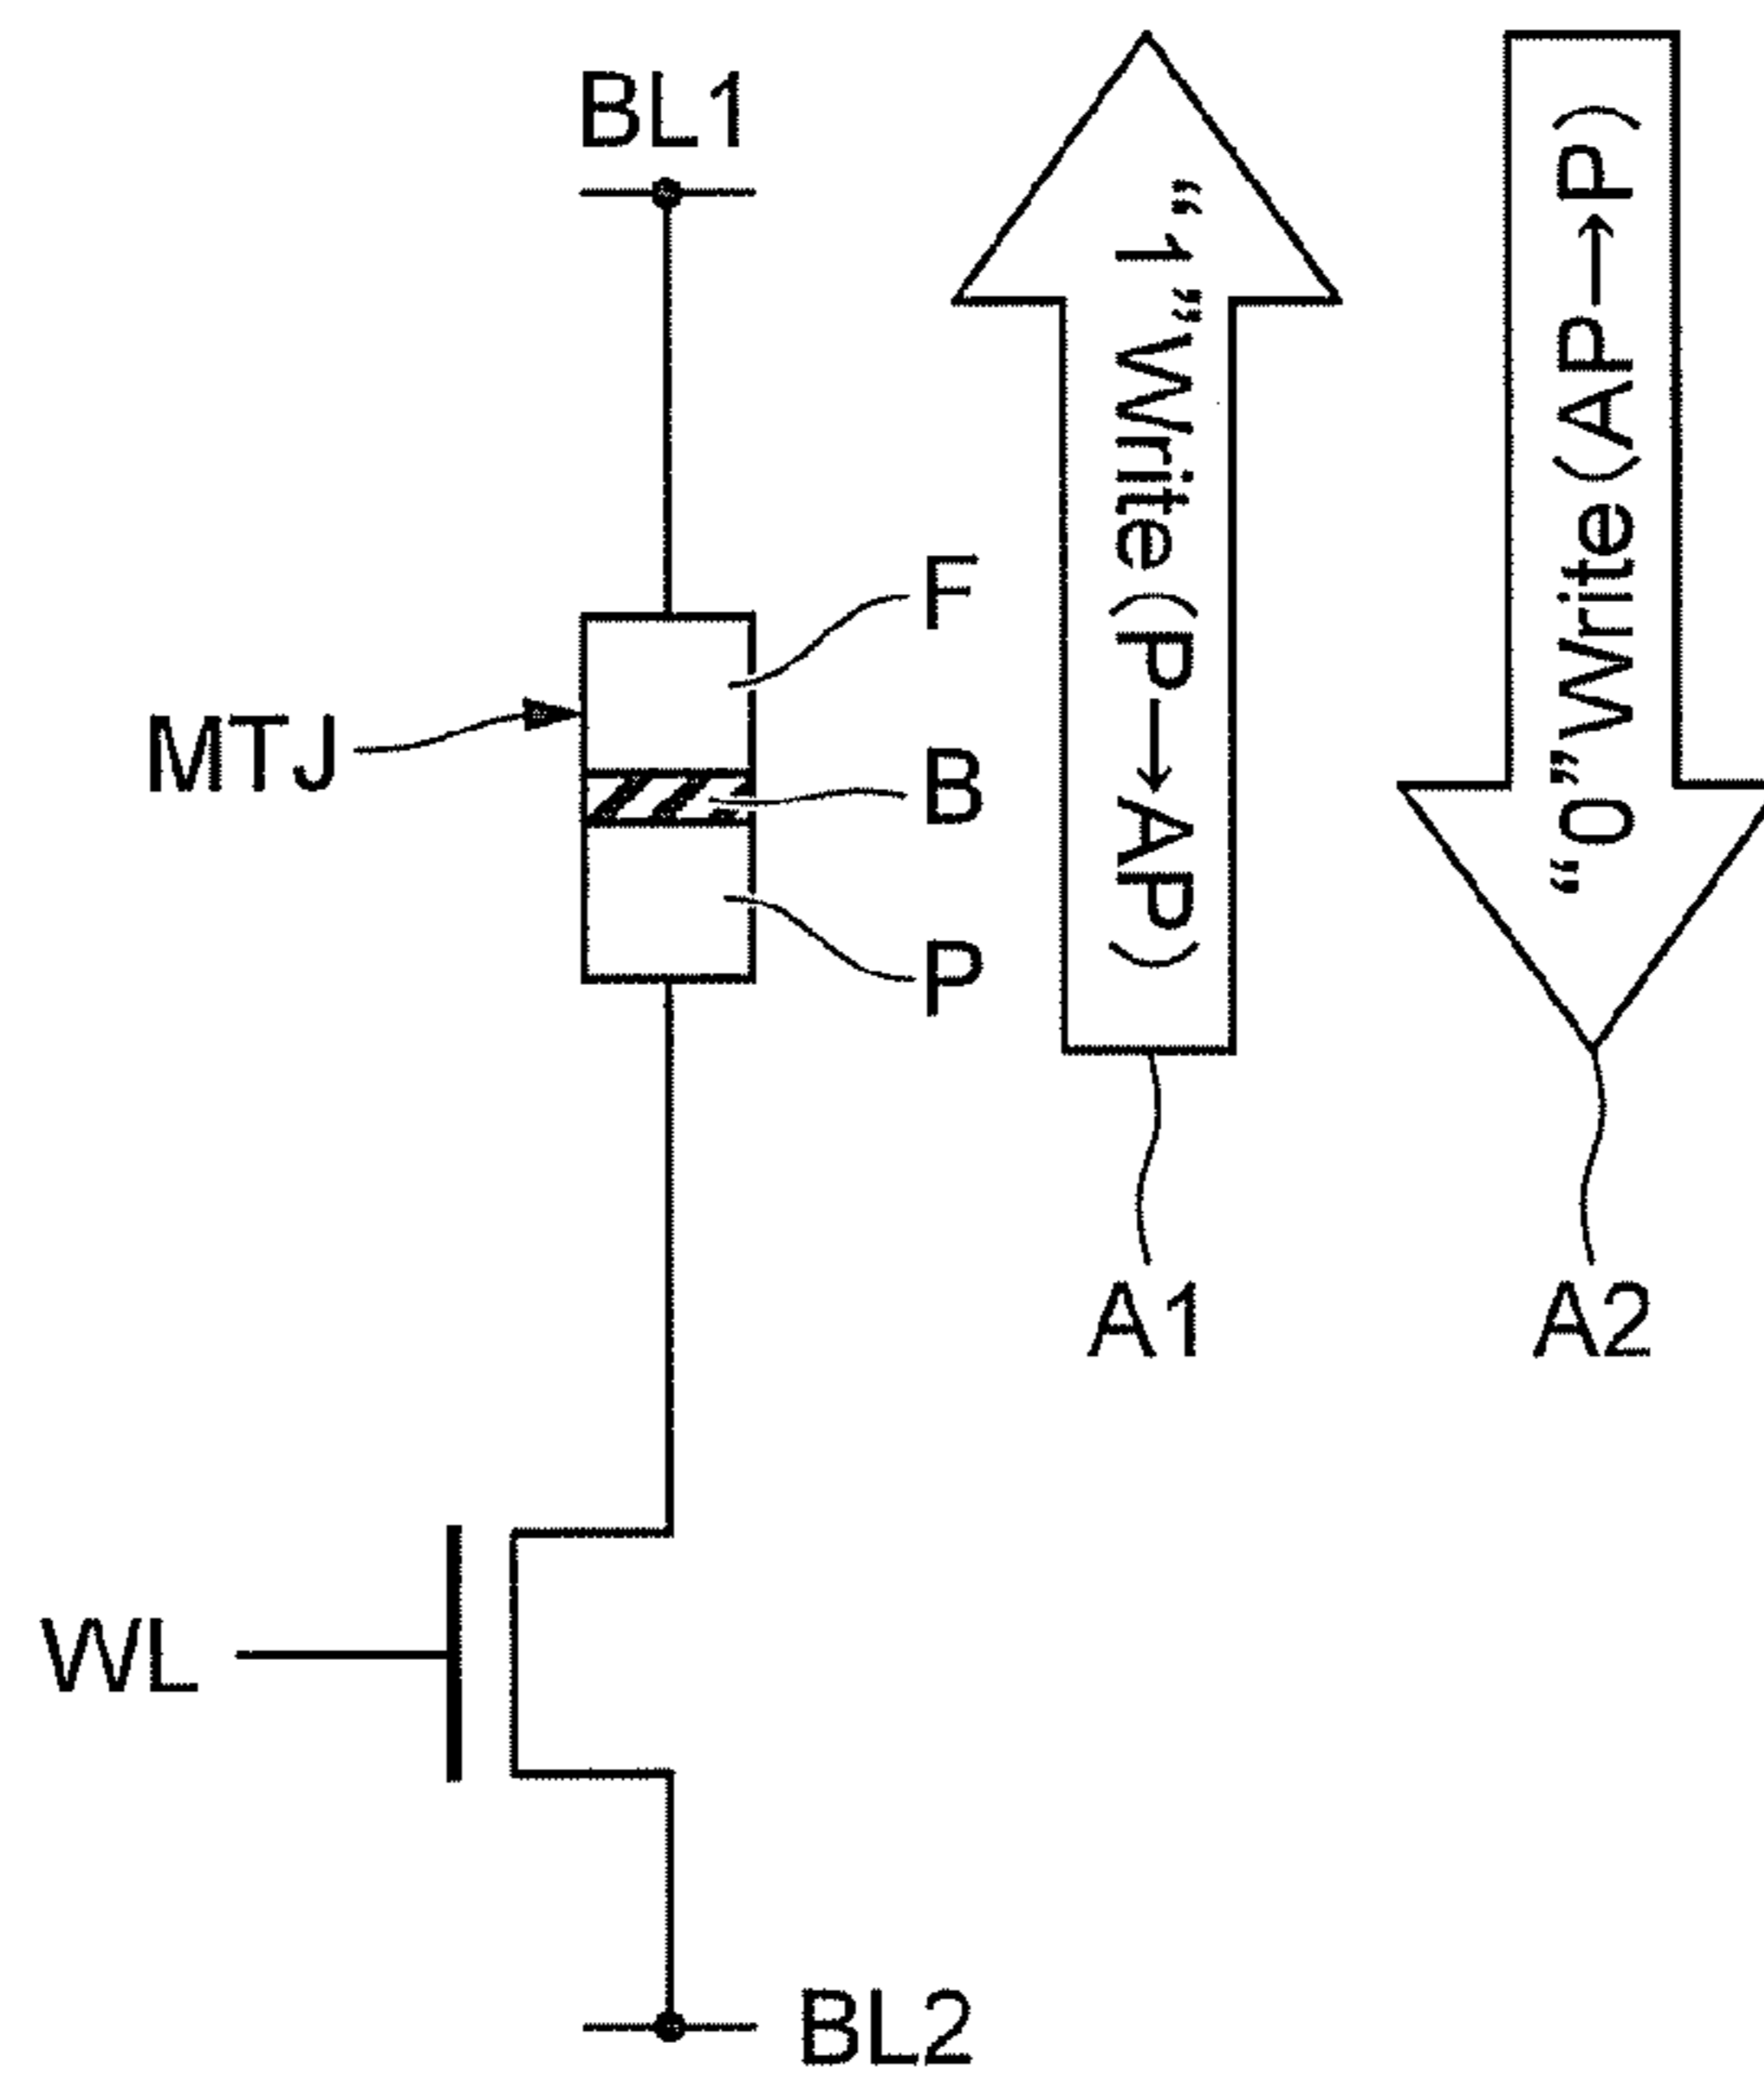 BL1
F
MTJ
B
P
“1”Write(P→AP)
“0”Write(AP→P)
A1
A2
WL
BL2